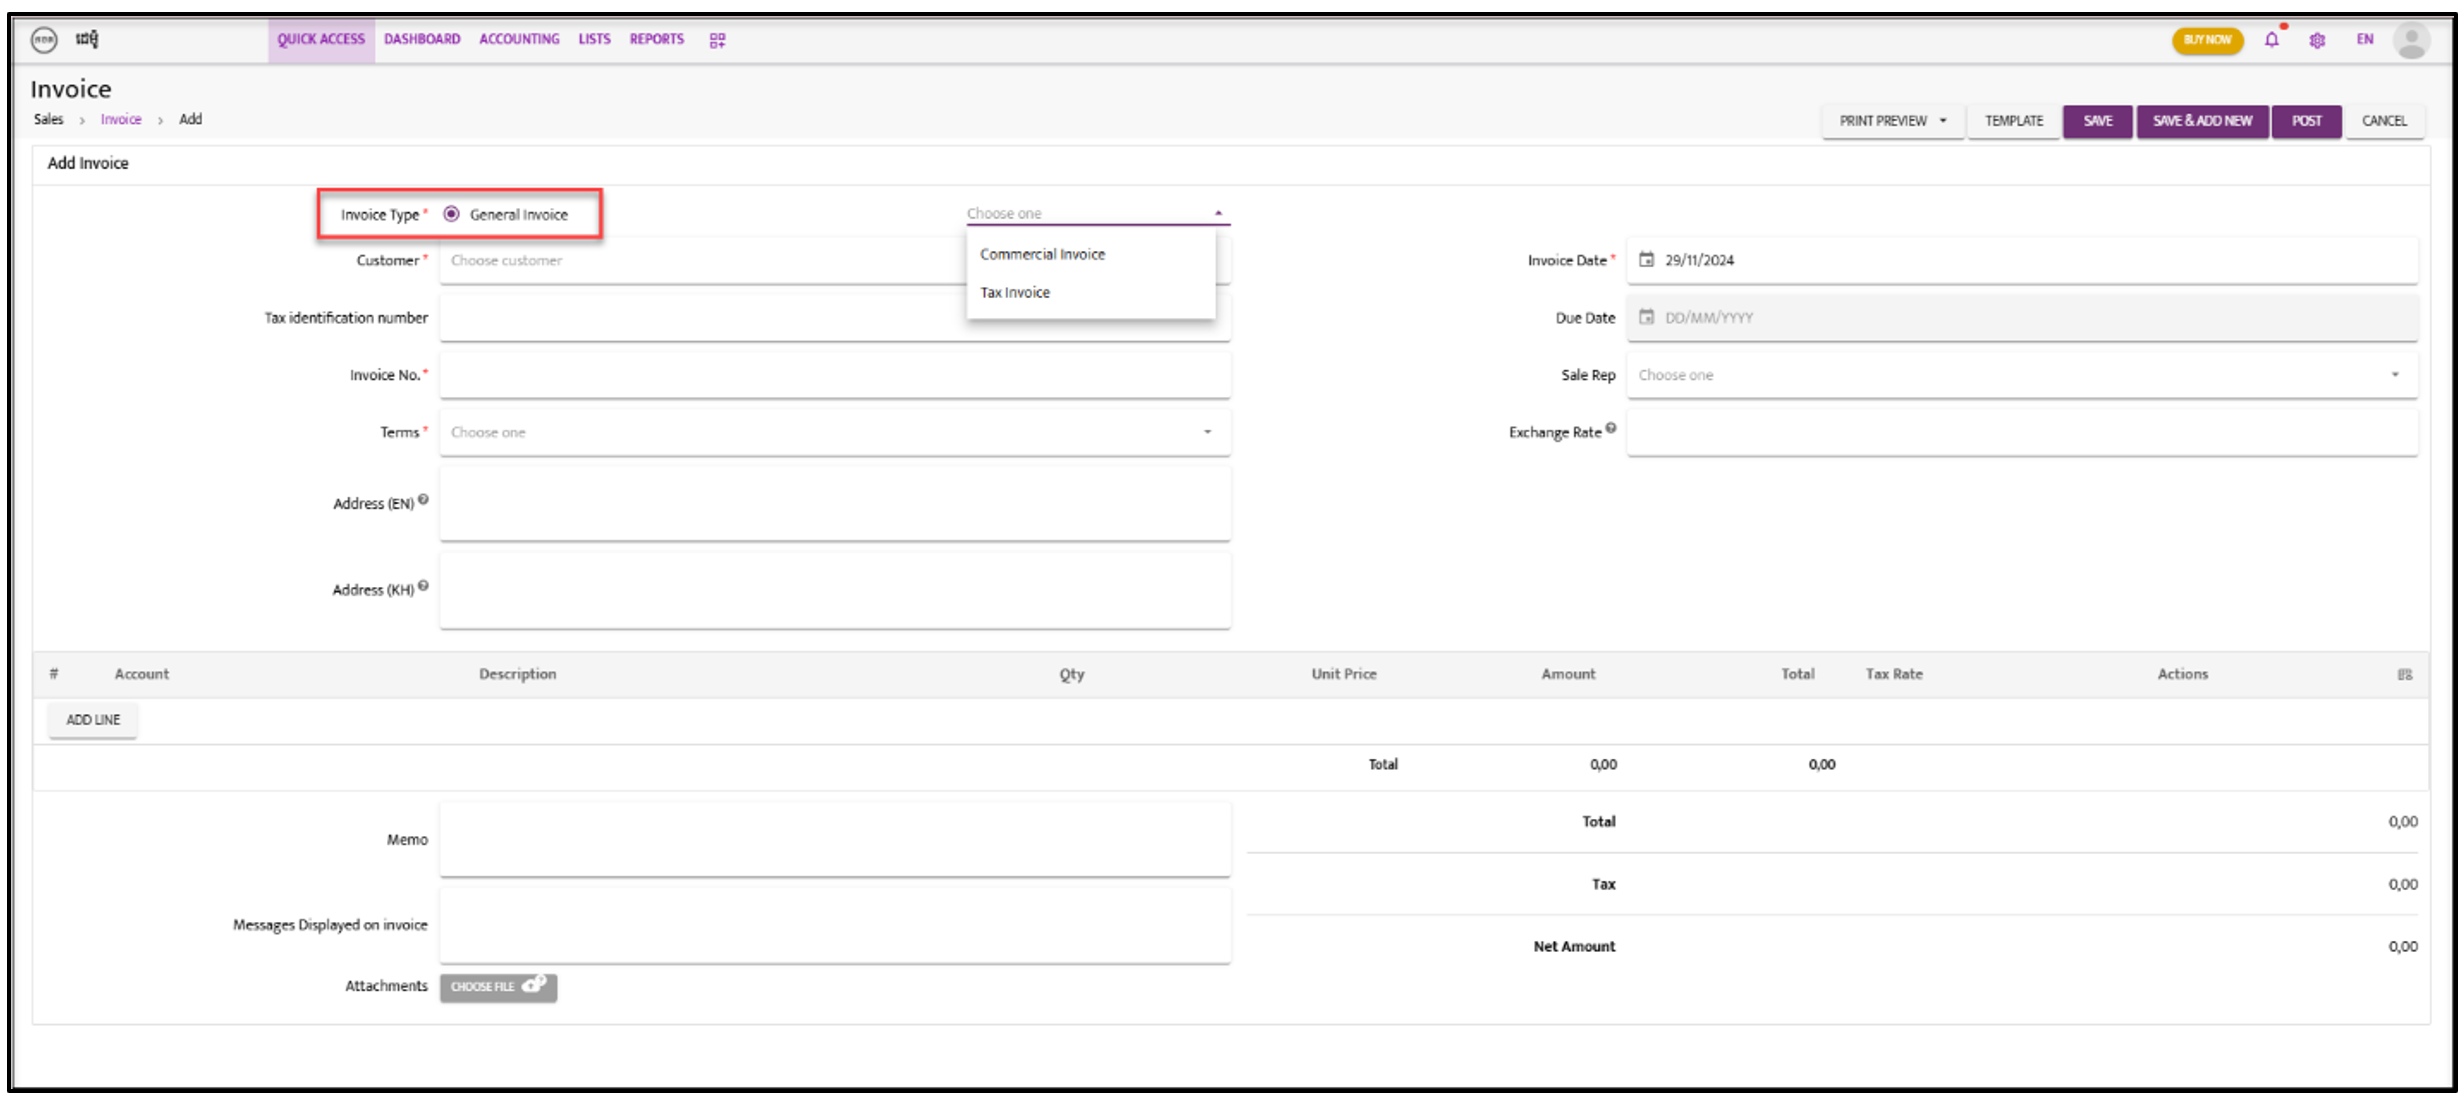 ដេម៉ូ QUICK ACCESS DASHBOARD ACCOUNTING LISTS REPORTS BUY NOW EN
Invoice
Sales > Invoice > Add PRINT PREVIEW TEMPLATE SAVE SAVE & ADD NEW POST CANCEL
Add Invoice
Invoice Type * General Invoice Choose one
Commercial Invoice
Tax Invoice
Customer * Choose customer Invoice Date * 29/11/2024
Tax identification number Due Date DD/MM/YYYY
Invoice No. * Sale Rep Choose one
Terms * Choose one Exchange Rate
Address (EN)
Address (KH)
# Account Description Qty Unit Price Amount Total Tax Rate Actions
ADD LINE
Total 0,00 0,00
Memo Total 0,00
Tax 0,00
Messages Displayed on invoice Net Amount 0,00
Attachments CHOOSE FILE